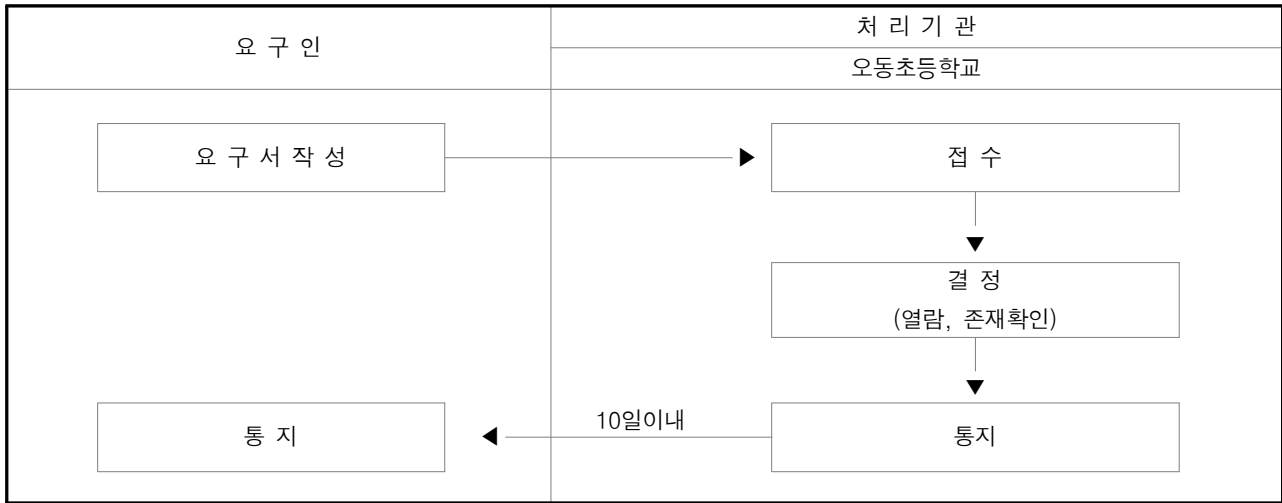 요 구 인
처 리 기 관
오동초등학교
요 구 서 작 성
접 수
결 정
(열람, 존재확인)
통 지
10일이내
통지